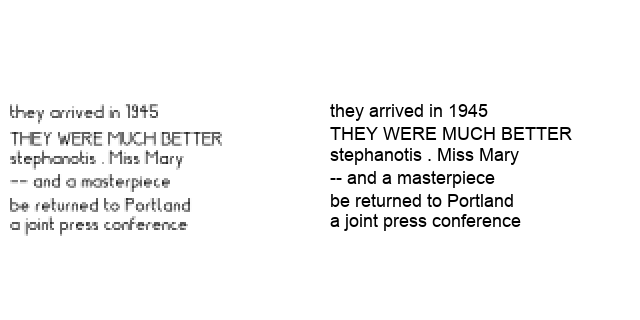 they arrived in 1945
THEY WERE MUCH BETTER
stephanotis . Miss Mary
-- and a masterpiece
be returned to Portland
a joint press conference
they arrived in 1945
THEY WERE MUCH BETTER
stephanotis . Miss Mary
-- and a masterpiece
be returned to Portland
a joint press conference